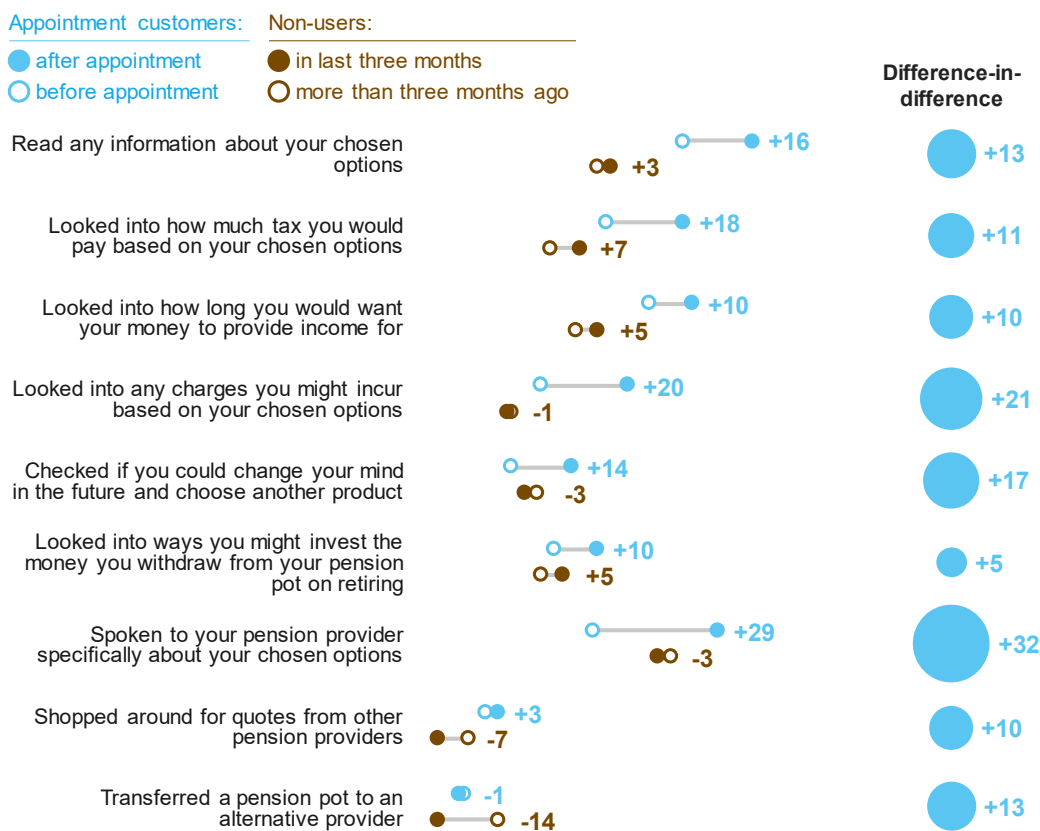 Appointment customers:
Non-users:
after appointment
in last three months
before appointment
more than three months ago
Difference-in-
difference
Read any information about your chosen
options
+16
+3
+13
Looked into how much tax you would
pay based on your chosen options
+18
+7
+11
Looked into how long you would want
your money to provide income for
+10
+5
+10
Looked into any charges you might incur
based on your chosen options
+20
-1
+21
Checked if you could change your mind
in the future and choose another product
+14
-3
+17
Looked into ways you might invest the
money you withdraw from your pension
pot on retiring
+10
+5
+5
Spoken to your pension provider
specifically about your chosen options
+29
-3
+32
Shopped around for quotes from other
pension providers
+3
-7
+10
Transferred a pension pot to an
alternative provider
-1
-14
+13